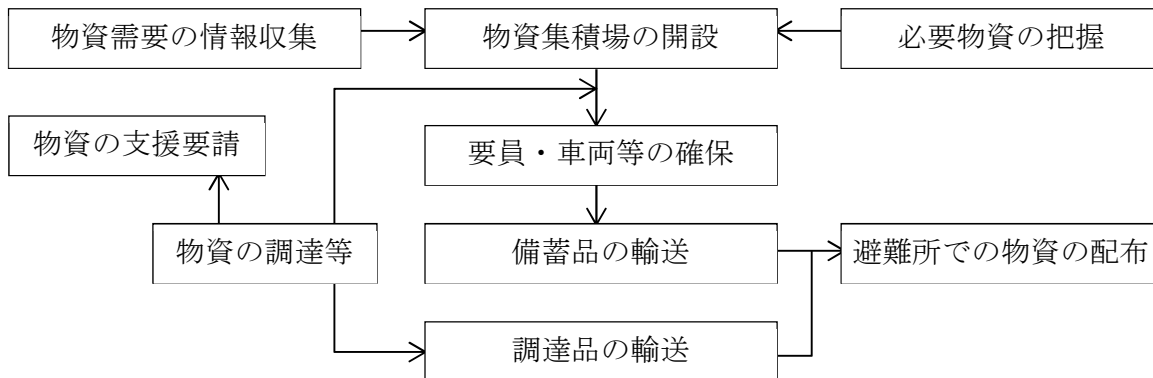 物資需要の情報収集
物資集積場の開設
必要物資の把握
物資の支援要請
要員・車両等の確保
物資の調達等
備蓄品の輸送
避難所での物資の配布
調達品の輸送